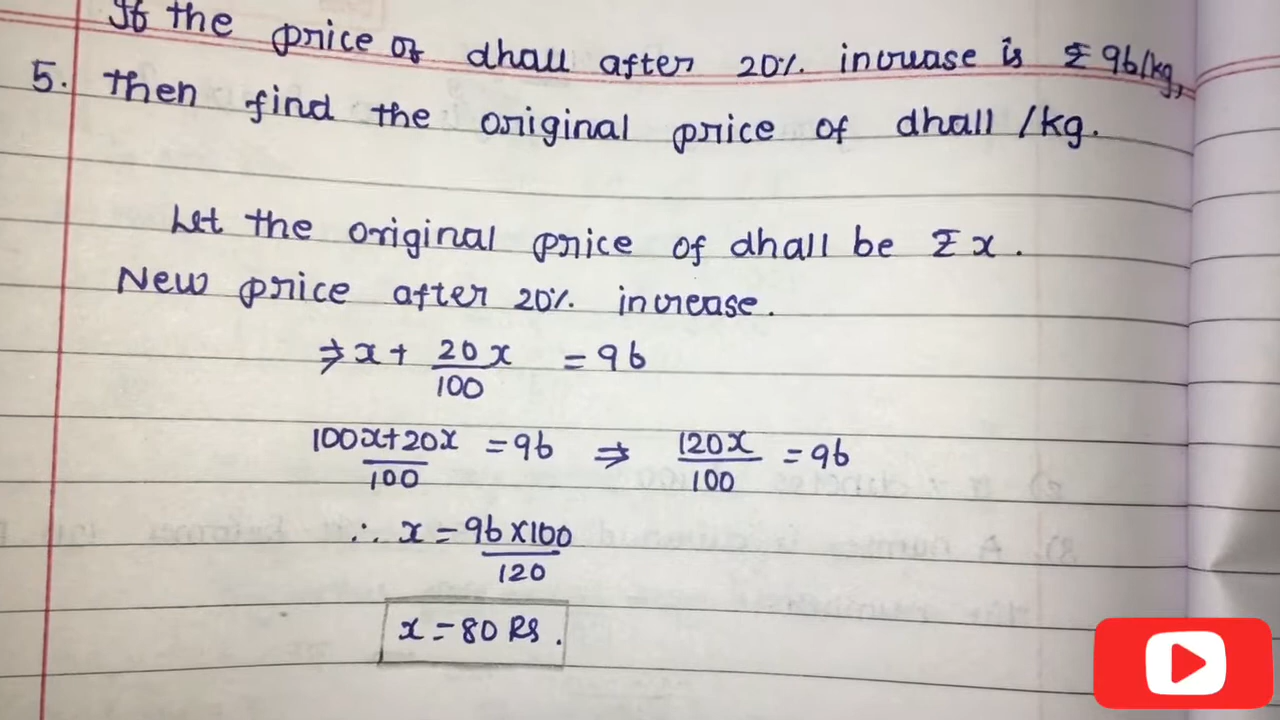 If the price of dhall after 20% increase is ₹ 96/kg,
5. then find the original price of dhall /kg.
Let the original price of dhall be ₹ x.
New price after 20% increase.
⇒ x + 20x/100 = 96
100x+20x/100 = 96 ⇒ 120x/100 = 96
∴ x = 96×100/120
x = 80 Rs.